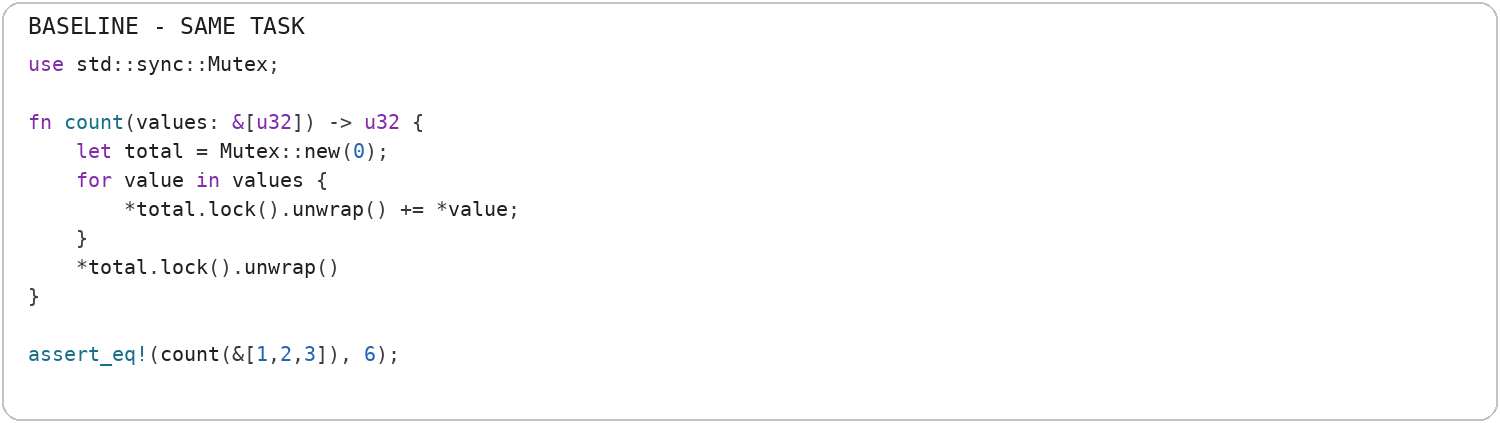 BASELINE - SAME TASK
use std::sync::Mutex;
fn count(values: &[u32]) -> u32 {
    let total = Mutex::new(0);
    for value in values {
        *total.lock().unwrap() += *value;
    }
    *total.lock().unwrap()
}
assert_eq!(count(&[1,2,3]), 6);